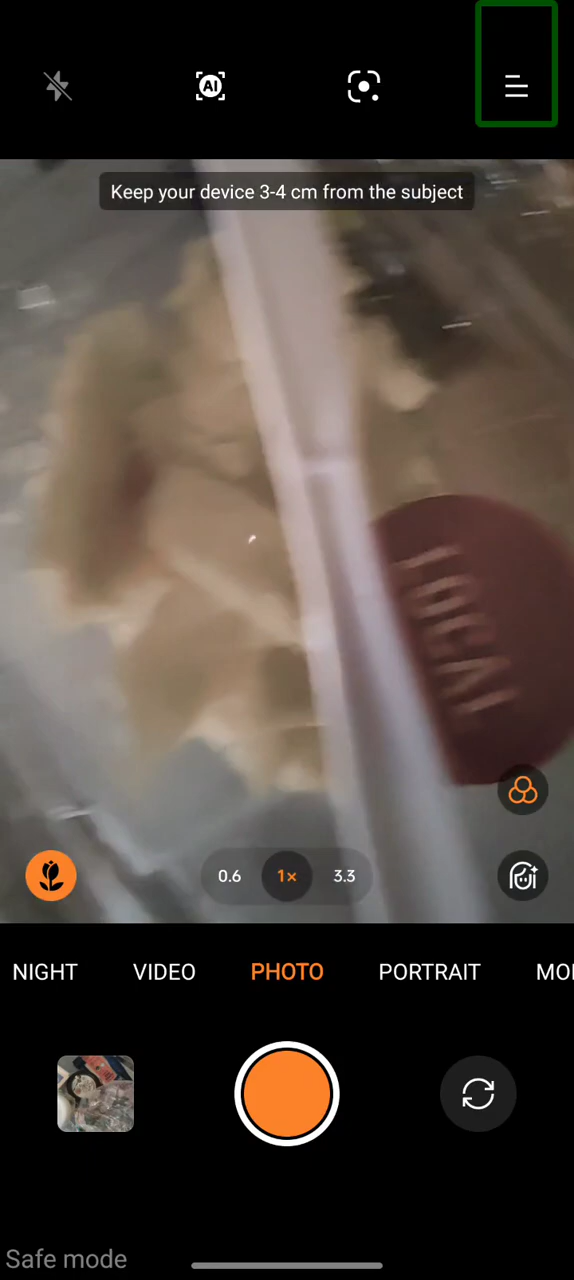 AI
Keep your device 3-4 cm from the subject
0.6 1× 3.3
NIGHT VIDEO PHOTO PORTRAIT
Safe mode